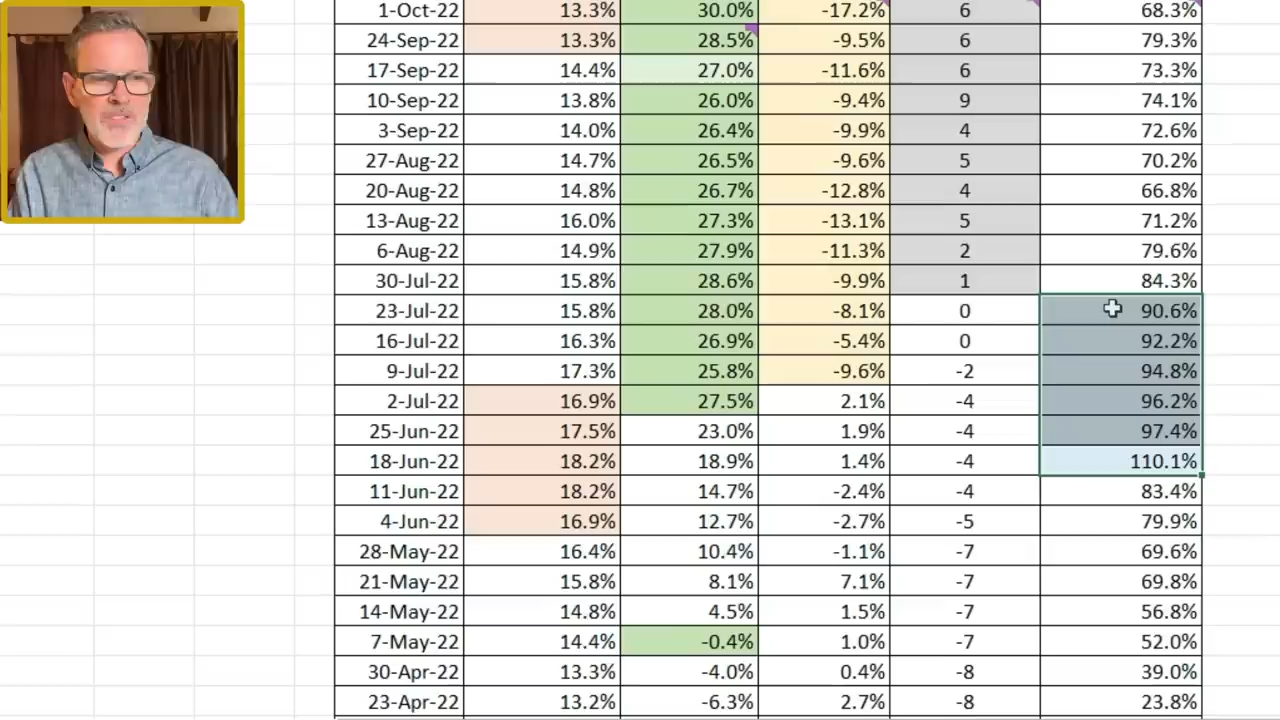 1-Oct-22 13.3% 30.0% -17.2% 6 68.3%
24-Sep-22 13.3% 28.5% -9.5% 6 79.3%
17-Sep-22 14.4% 27.0% -11.6% 6 73.3%
10-Sep-22 13.8% 26.0% -9.4% 9 74.1%
3-Sep-22 14.0% 26.4% -9.9% 4 72.6%
27-Aug-22 14.7% 26.5% -9.6% 5 70.2%
20-Aug-22 14.8% 26.7% -12.8% 4 66.8%
13-Aug-22 16.0% 27.3% -13.1% 5 71.2%
6-Aug-22 14.9% 27.9% -11.3% 2 79.6%
30-Jul-22 15.8% 28.6% -9.9% 1 84.3%
23-Jul-22 15.8% 28.0% -8.1% 0 90.6%
16-Jul-22 16.3% 26.9% -5.4% 0 92.2%
9-Jul-22 17.3% 25.8% -9.6% -2 94.8%
2-Jul-22 16.9% 27.5% 2.1% -4 96.2%
25-Jun-22 17.5% 23.0% 1.9% -4 97.4%
18-Jun-22 18.2% 18.9% 1.4% -4 110.1%
11-Jun-22 18.2% 14.7% -2.4% -4 83.4%
4-Jun-22 16.9% 12.7% -2.7% -5 79.9%
28-May-22 16.4% 10.4% -1.1% -7 69.6%
21-May-22 15.8% 8.1% 7.1% -7 69.8%
14-May-22 14.8% 4.5% 1.5% -7 56.8%
7-May-22 14.4% -0.4% 1.0% -7 52.0%
30-Apr-22 13.3% -4.0% 0.4% -8 39.0%
23-Apr-22 13.2% -6.3% 2.7% -8 23.8%